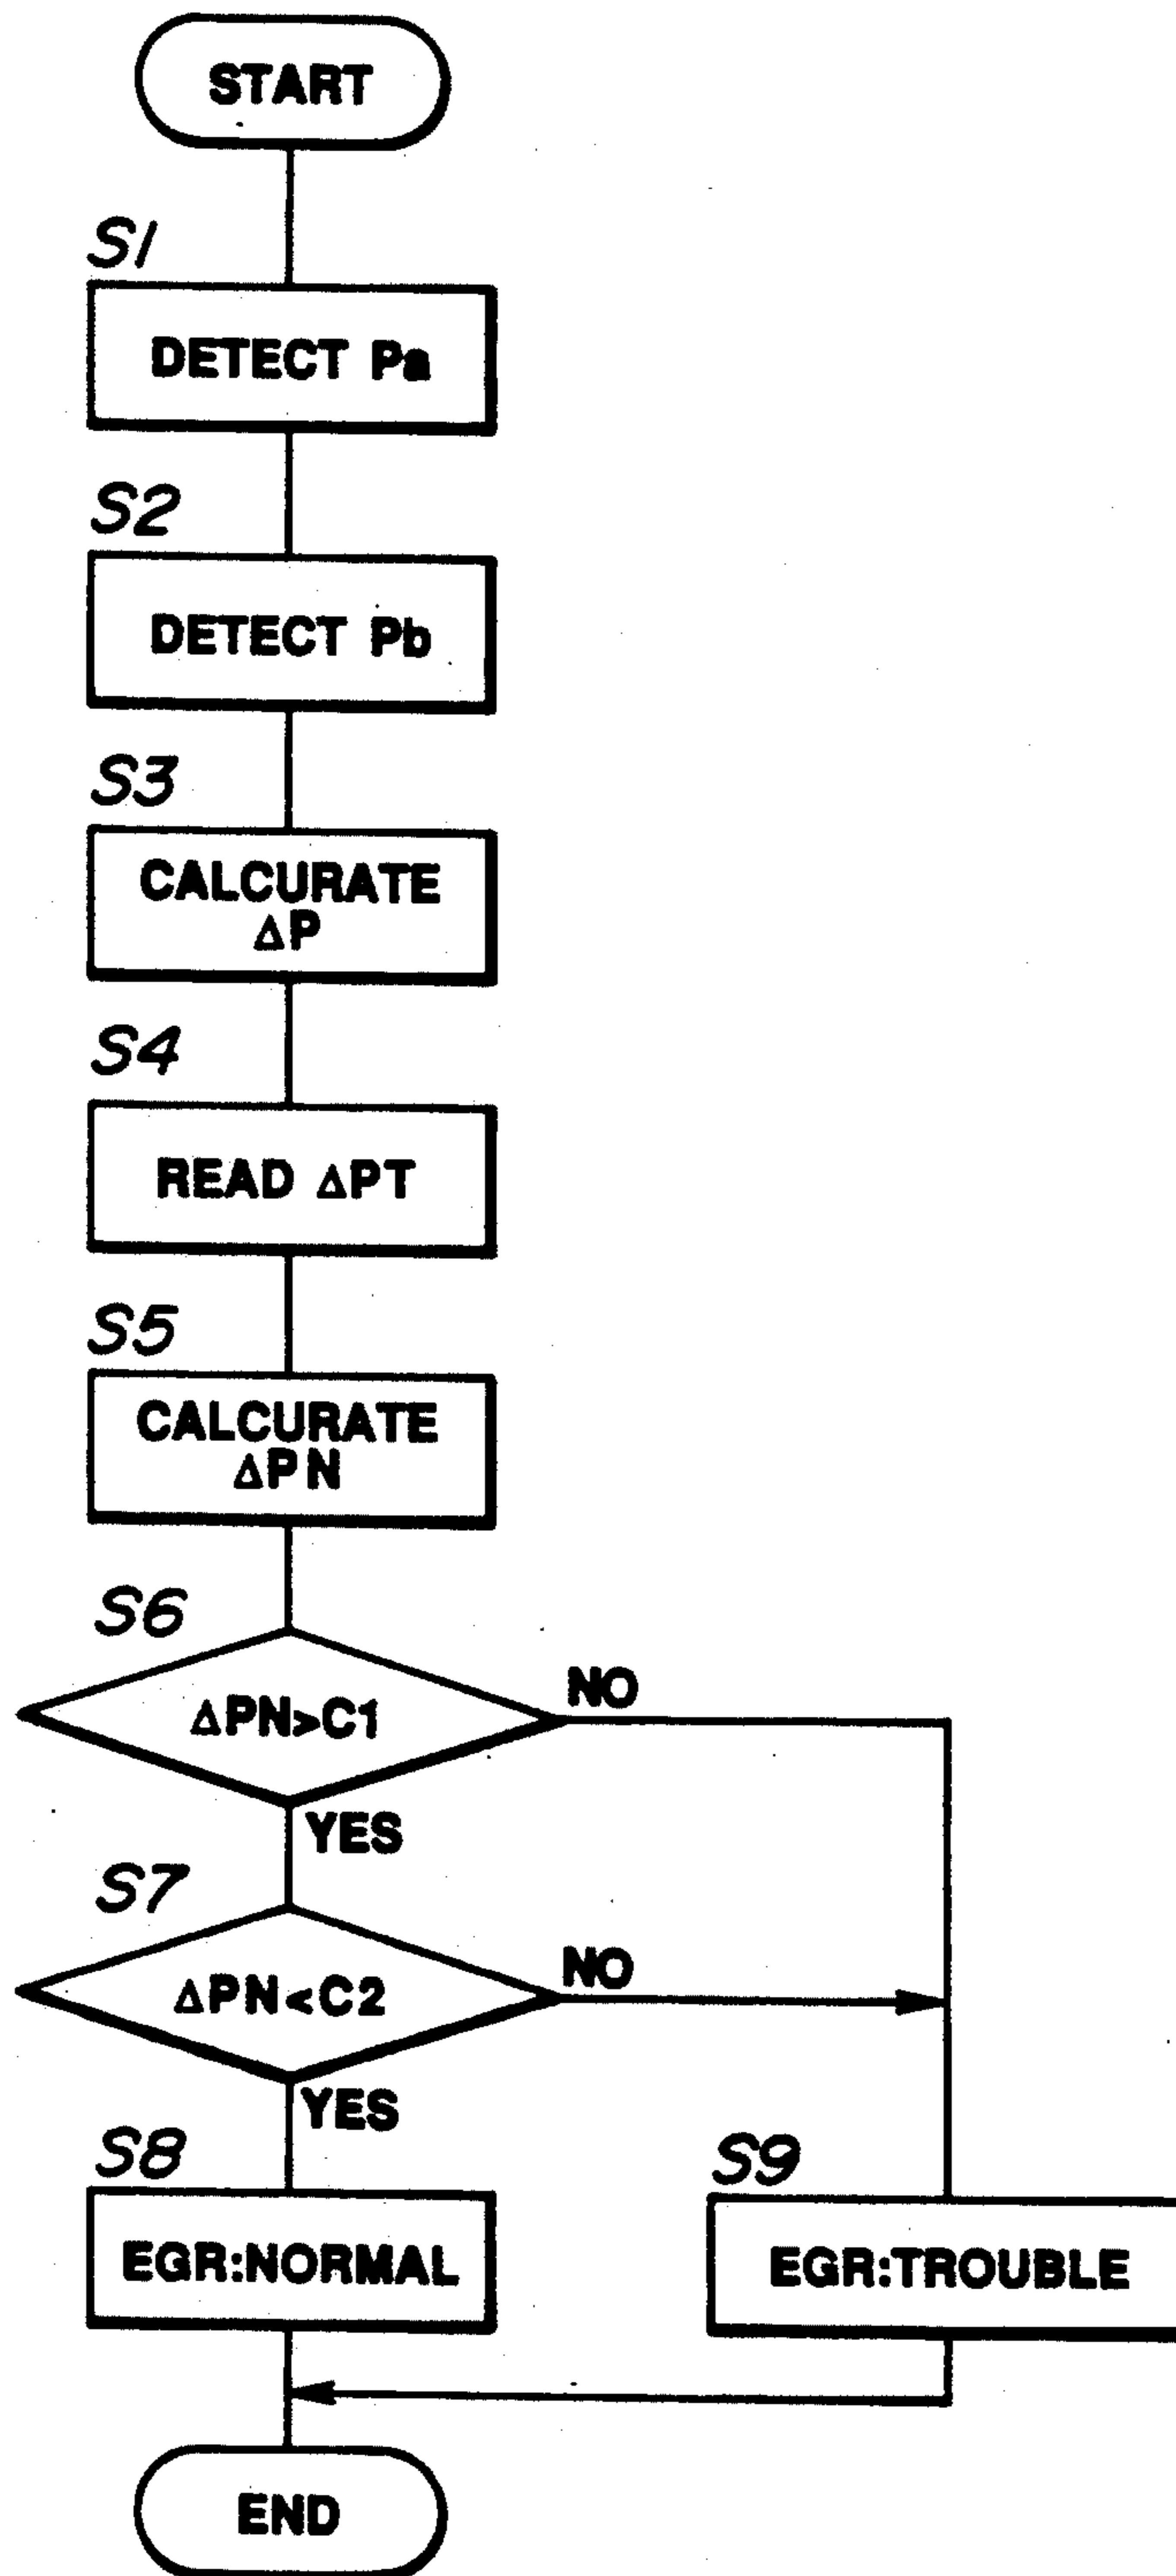 START
S1
DETECT Pa
S2
DETECT Pb
S3
CALCURATE
ΔP
S4
READ ΔPT
S5
CALCURATE
ΔPN
S6
ΔPN>C1
NO
YES
S7
ΔPN<C2
NO
YES
S8
EGR:NORMAL
S9
EGR:TROUBLE
END